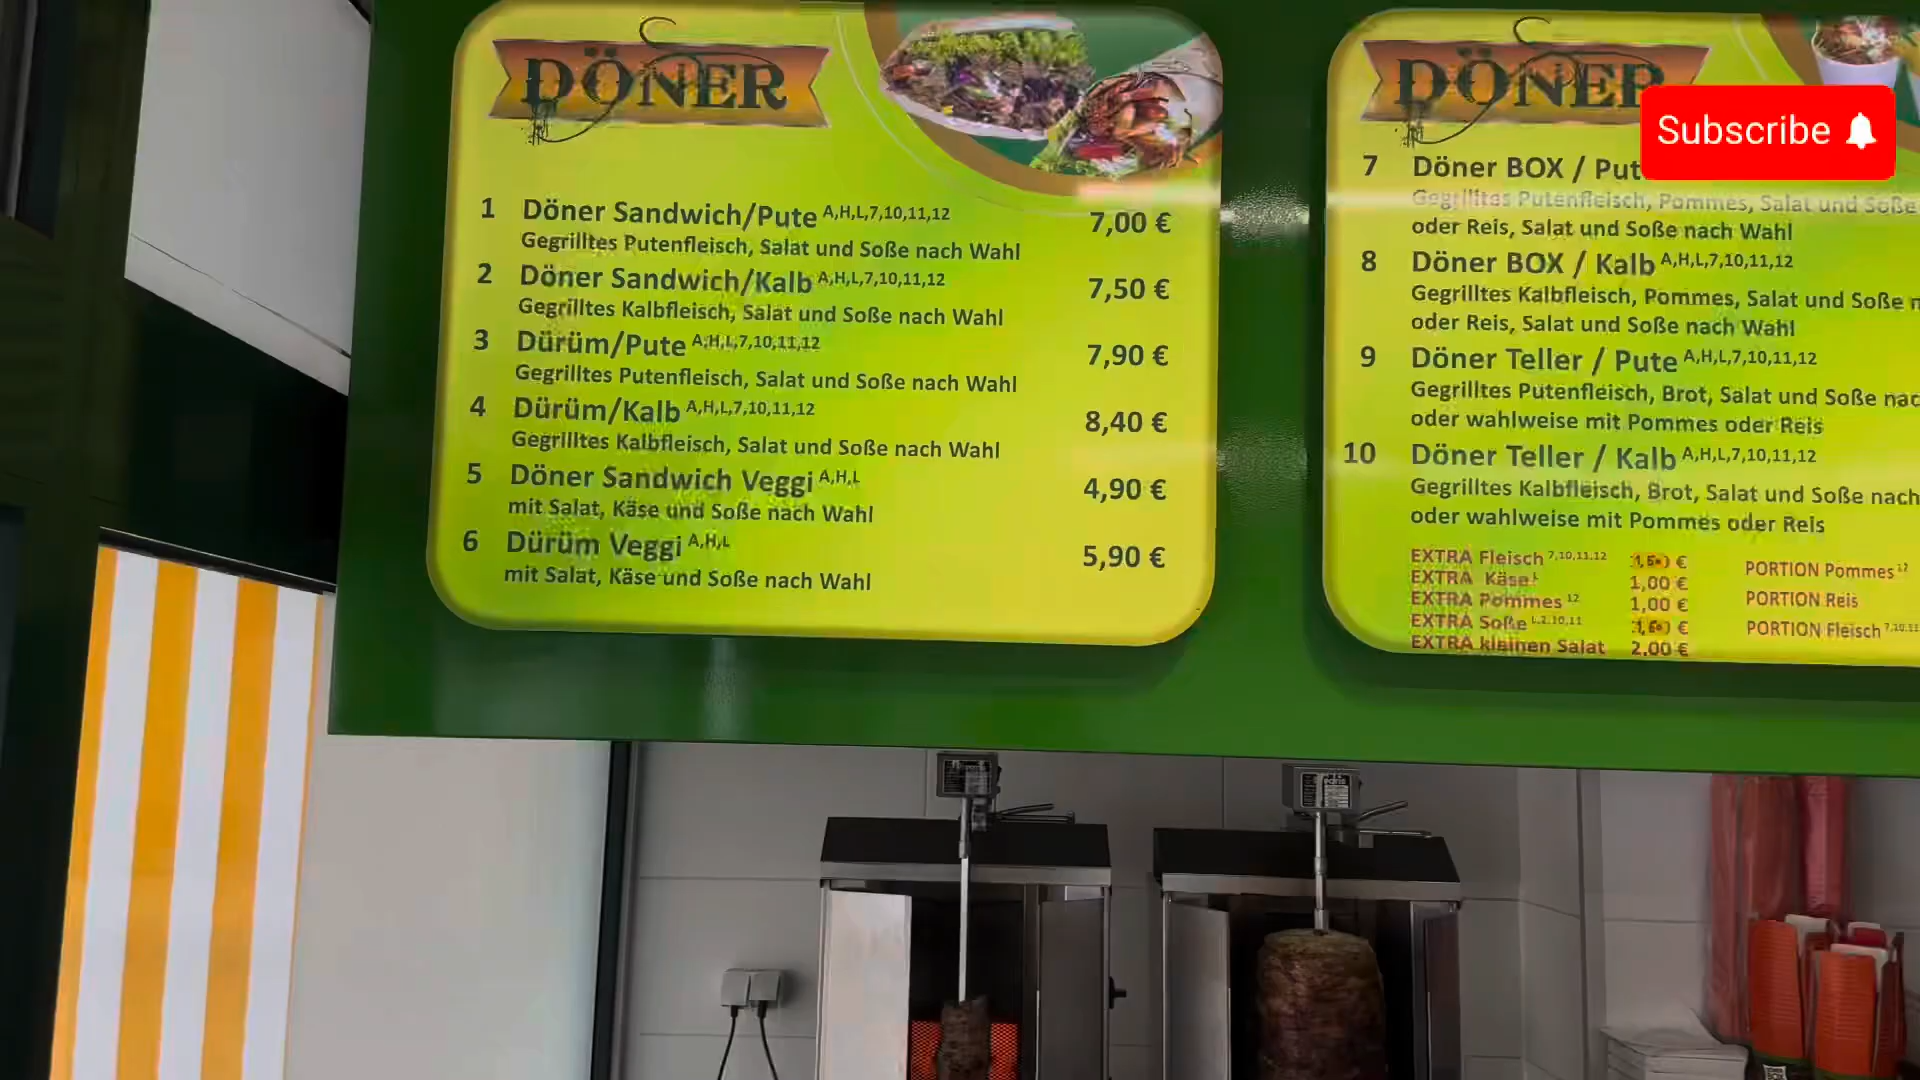 DÖNER
1 Döner Sandwich/Pute A,H,L,7,10,11,12 7,00 €
Gegrilltes Putenfleisch, Salat und Soße nach Wahl
2 Döner Sandwich/Kalb A,H,L,7,10,11,12 7,50 €
Gegrilltes Kalbfleisch, Salat und Soße nach Wahl
3 Dürüm/Pute A,H,L,7,10,11,12 7,90 €
Gegrilltes Putenfleisch, Salat und Soße nach Wahl
4 Dürüm/Kalb A,H,L,7,10,11,12 8,40 €
Gegrilltes Kalbfleisch, Salat und Soße nach Wahl
5 Döner Sandwich Veggi A,H,L 4,90 €
mit Salat, Käse und Soße nach Wahl
6 Dürüm Veggi A,H,L 5,90 €
mit Salat, Käse und Soße nach Wahl
DÖNER
Subscribe
7 Döner BOX / Put
Gegrilltes Putenfleisch, Pommes, Salat und Soße
oder Reis, Salat und Soße nach Wahl
8 Döner BOX / Kalb A,H,L,7,10,11,12
Gegrilltes Kalbfleisch, Pommes, Salat und Soße
oder Reis, Salat und Soße nach Wahl
9 Döner Teller / Pute A,H,L,7,10,11,12
Gegrilltes Putenfleisch, Brot, Salat und Soße nac
oder wahlweise mit Pommes oder Reis
10 Döner Teller / Kalb A,H,L,7,10,11,12
Gegrilltes Kalbfleisch, Brot, Salat und Soße nach
oder wahlweise mit Pommes oder Reis
EXTRA Fleisch 7,10,11,12 €
EXTRA Käse 1,00 €
EXTRA Pommes 12 1,00 €
EXTRA Soße €
EXTRA kleinen Salat 2,00 €
PORTION Pommes 12
PORTION Reis
PORTION Fleisch